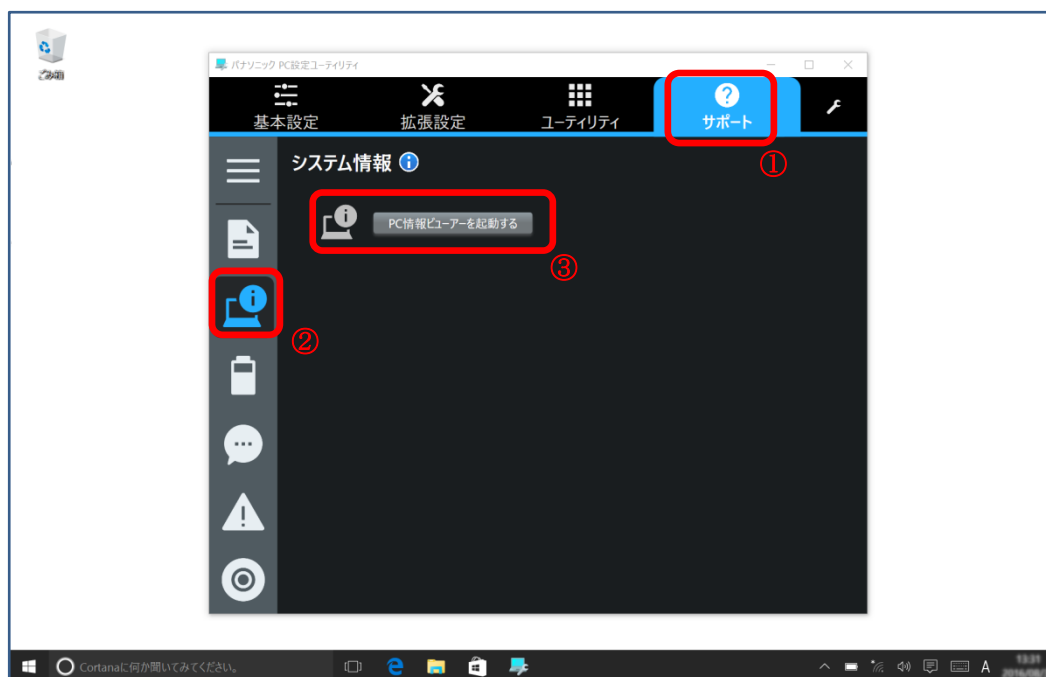 ごみ箱
パナソニック PC設定ユーティリティ
基本設定
拡張設定
ユーティリティ
サポート
①
システム情報
PC情報ビューアーを起動する
③
②
Cortanaに何か聞いてみてください。
A
13:31